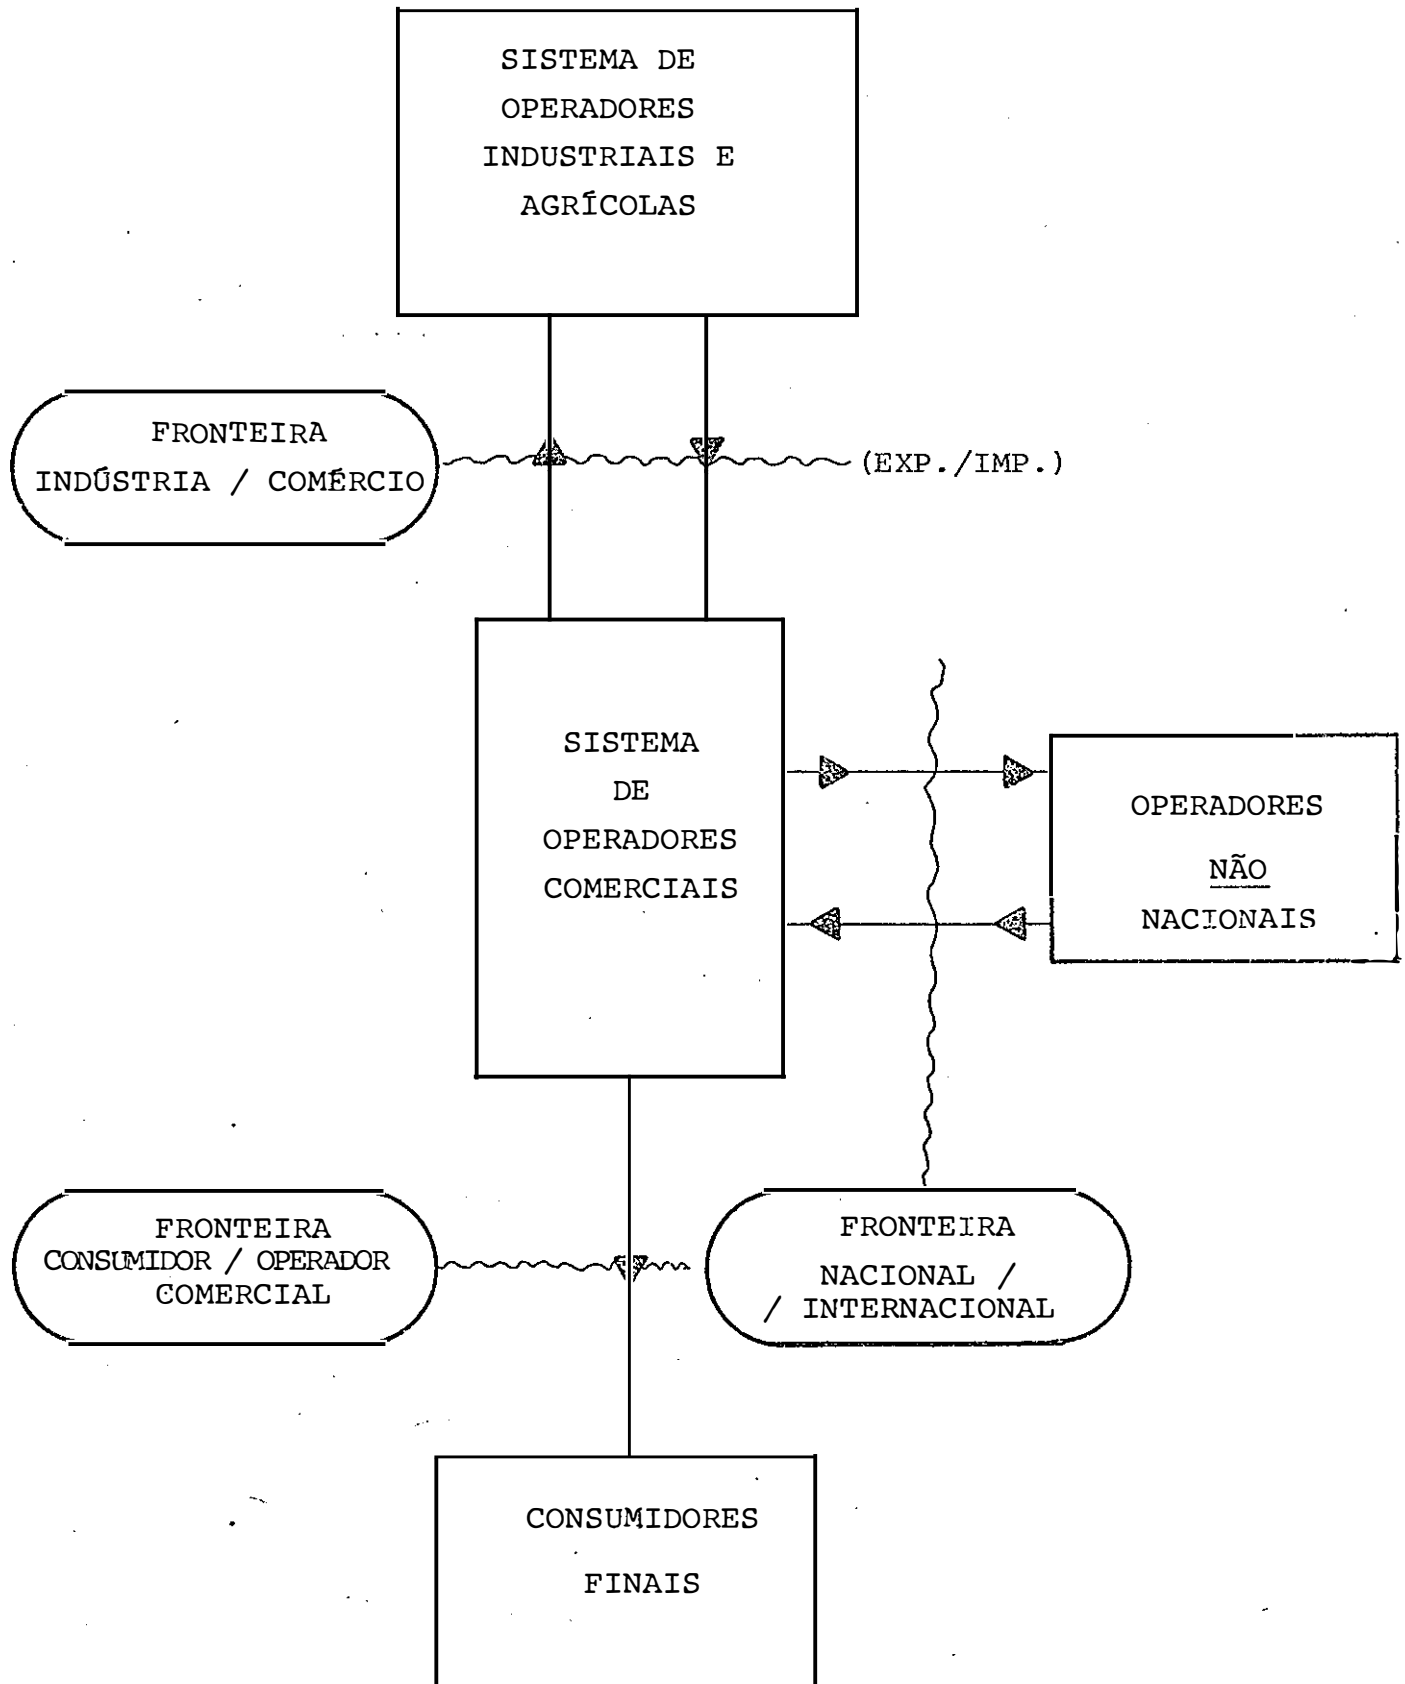 SISTEMA DE
OPERADORES
INDUSTRIAIS E
AGRÍCOLAS
FRONTEIRA
INDÚSTRIA / COMÉRCIO
(EXP./IMP.)
SISTEMA
DE
OPERADORES
COMERCIAIS
OPERADORES
NÃO
NACIONAIS
FRONTEIRA
CONSUMIDOR / OPERADOR
COMERCIAL
FRONTEIRA
NACIONAL /
/ INTERNACIONAL
CONSUMIDORES
FINAIS